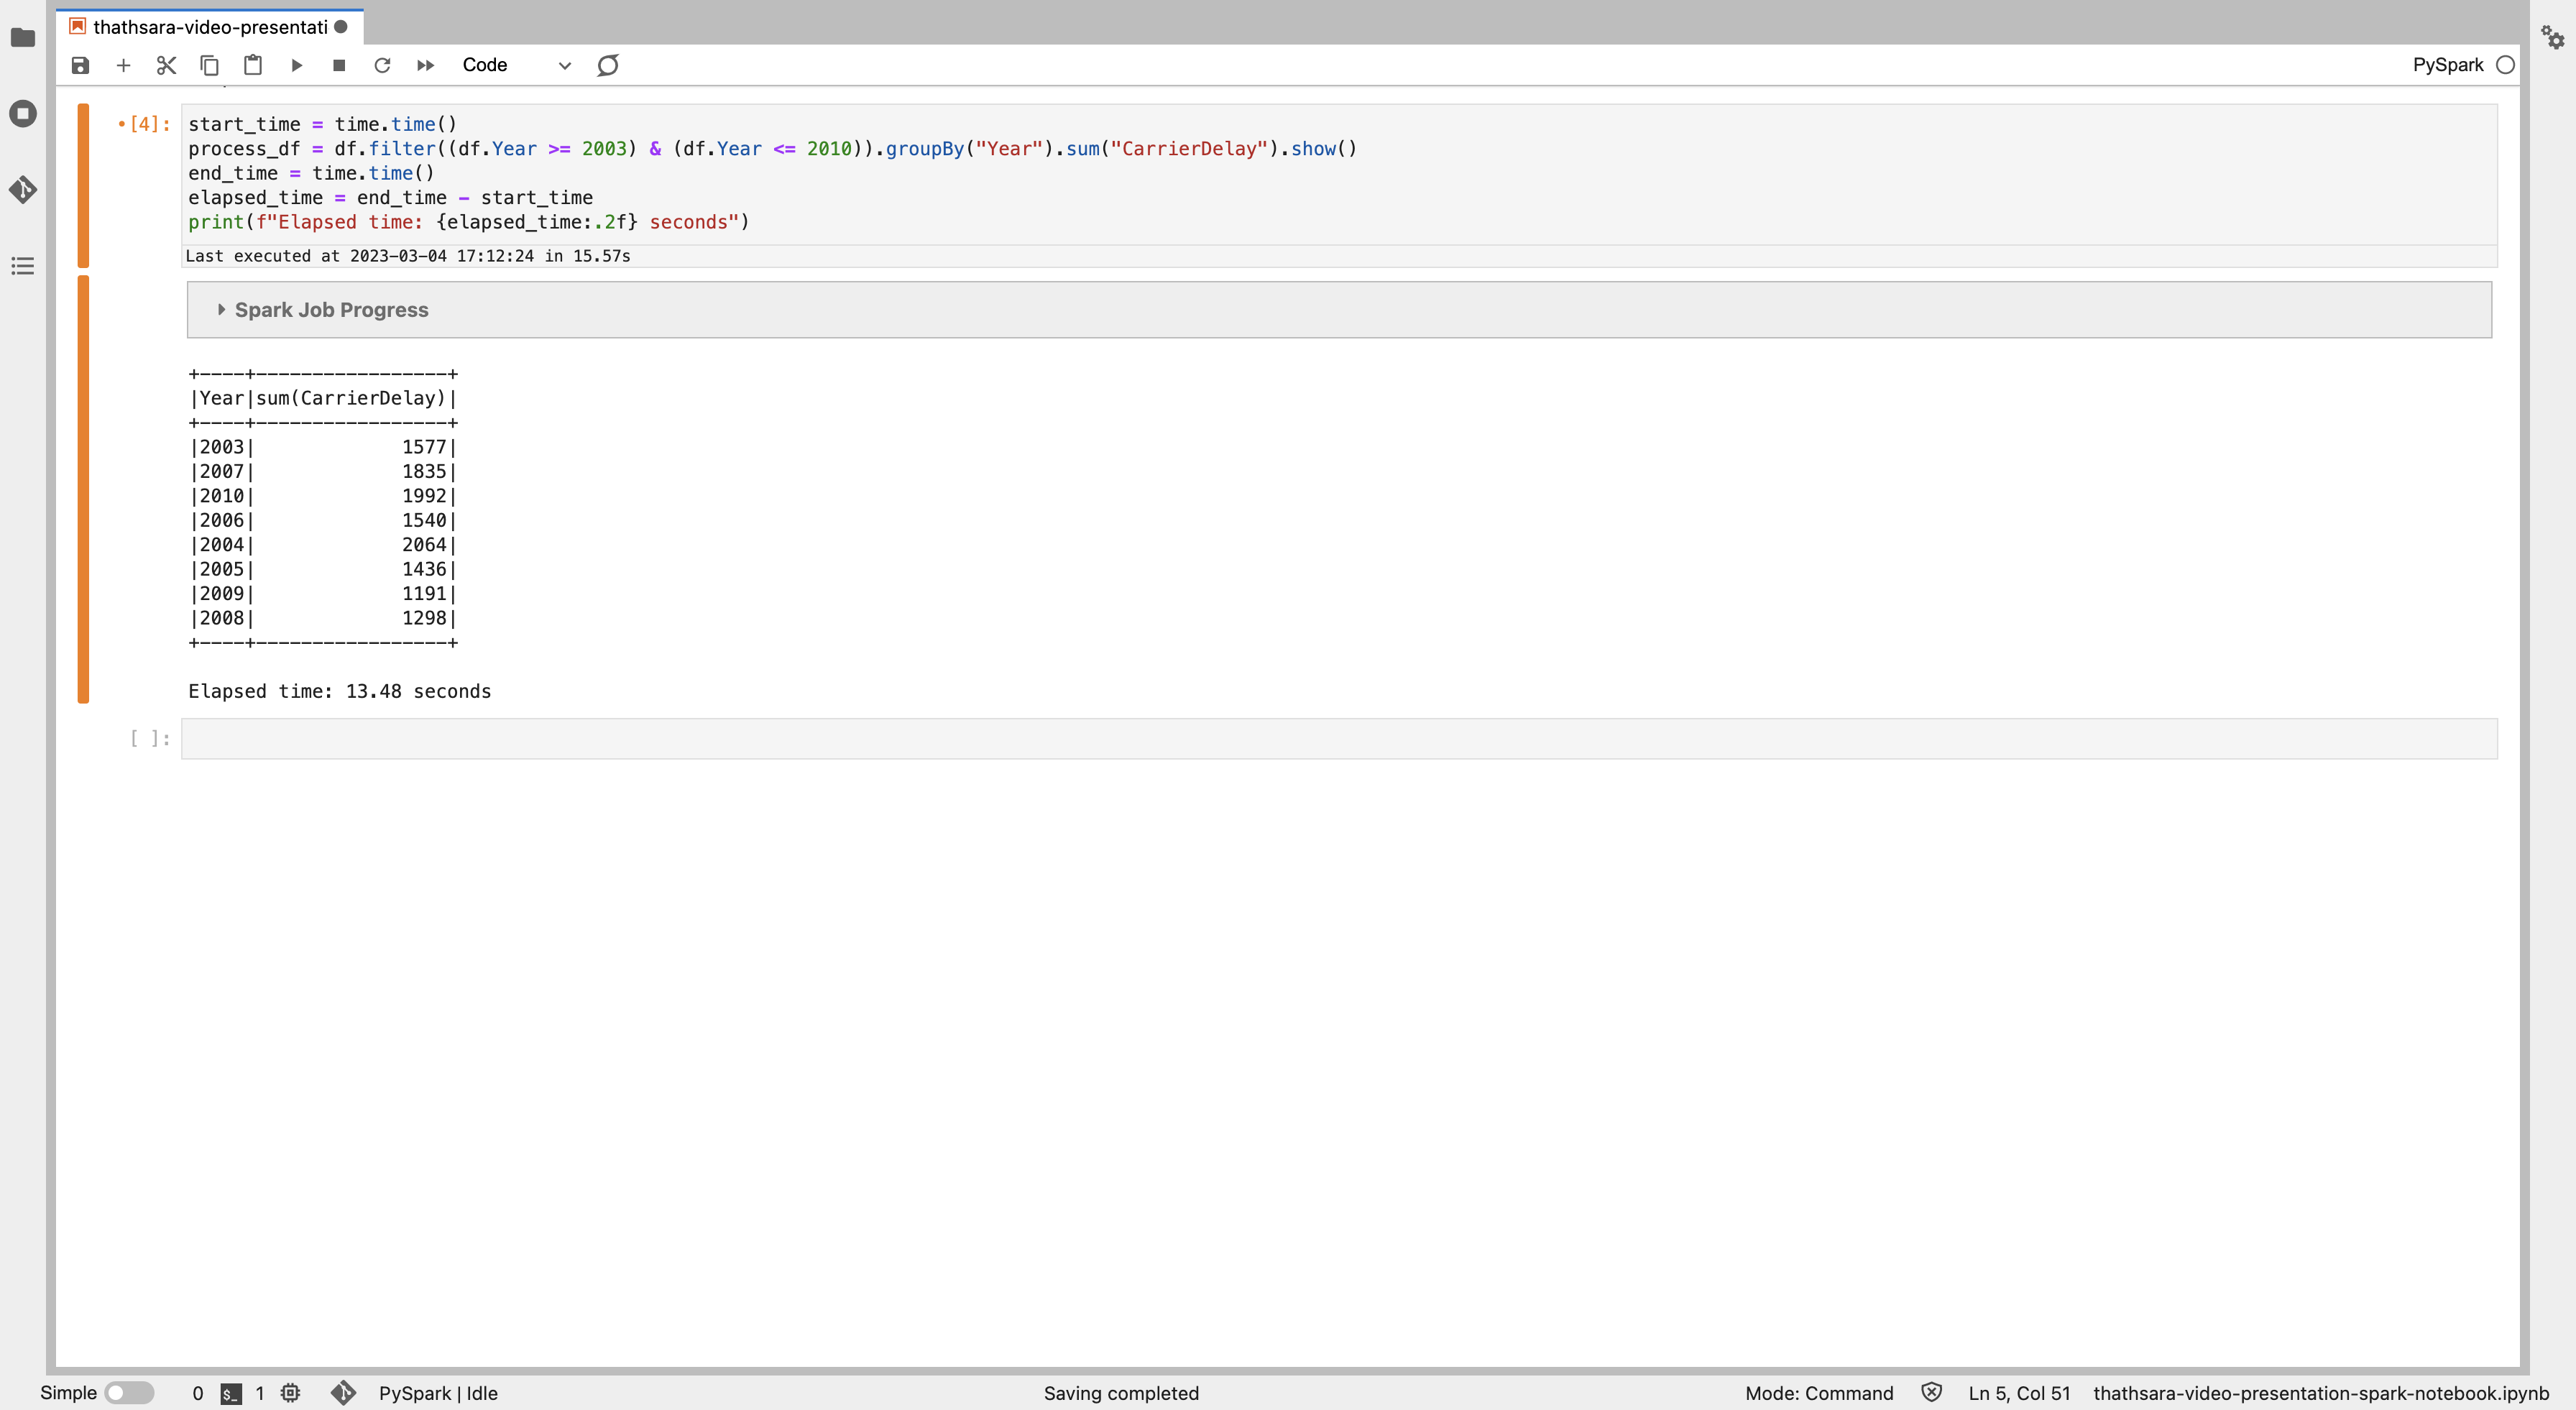 thathsara-video-presentati
Code
PySpark
[4]:
start_time = time.time()
process_df = df.filter((df.Year >= 2003) & (df.Year <= 2010)).groupBy("Year").sum("CarrierDelay").show()
end_time = time.time()
elapsed_time = end_time - start_time
print(f"Elapsed time: {elapsed_time:.2f} seconds")
Last executed at 2023-03-04 17:12:24 in 15.57s
Spark Job Progress
+----+-----------------+
|Year|sum(CarrierDelay)|
+----+-----------------+
|2003|             1577|
|2007|             1835|
|2010|             1992|
|2006|             1540|
|2004|             2064|
|2005|             1436|
|2009|             1191|
|2008|             1298|
+----+-----------------+
Elapsed time: 13.48 seconds
[ ]:
Simple 0 $_ 1 PySpark | Idle Saving completed Mode: Command Ln 5, Col 51 thathsara-video-presentation-spark-notebook.ipynb